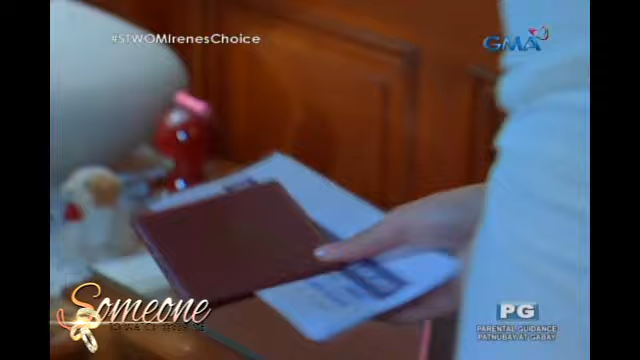 #STWOMIrenesChoice
GMA
Someone
PG
PARENTAL GUIDANCE
PATNUBAY AT GABAY